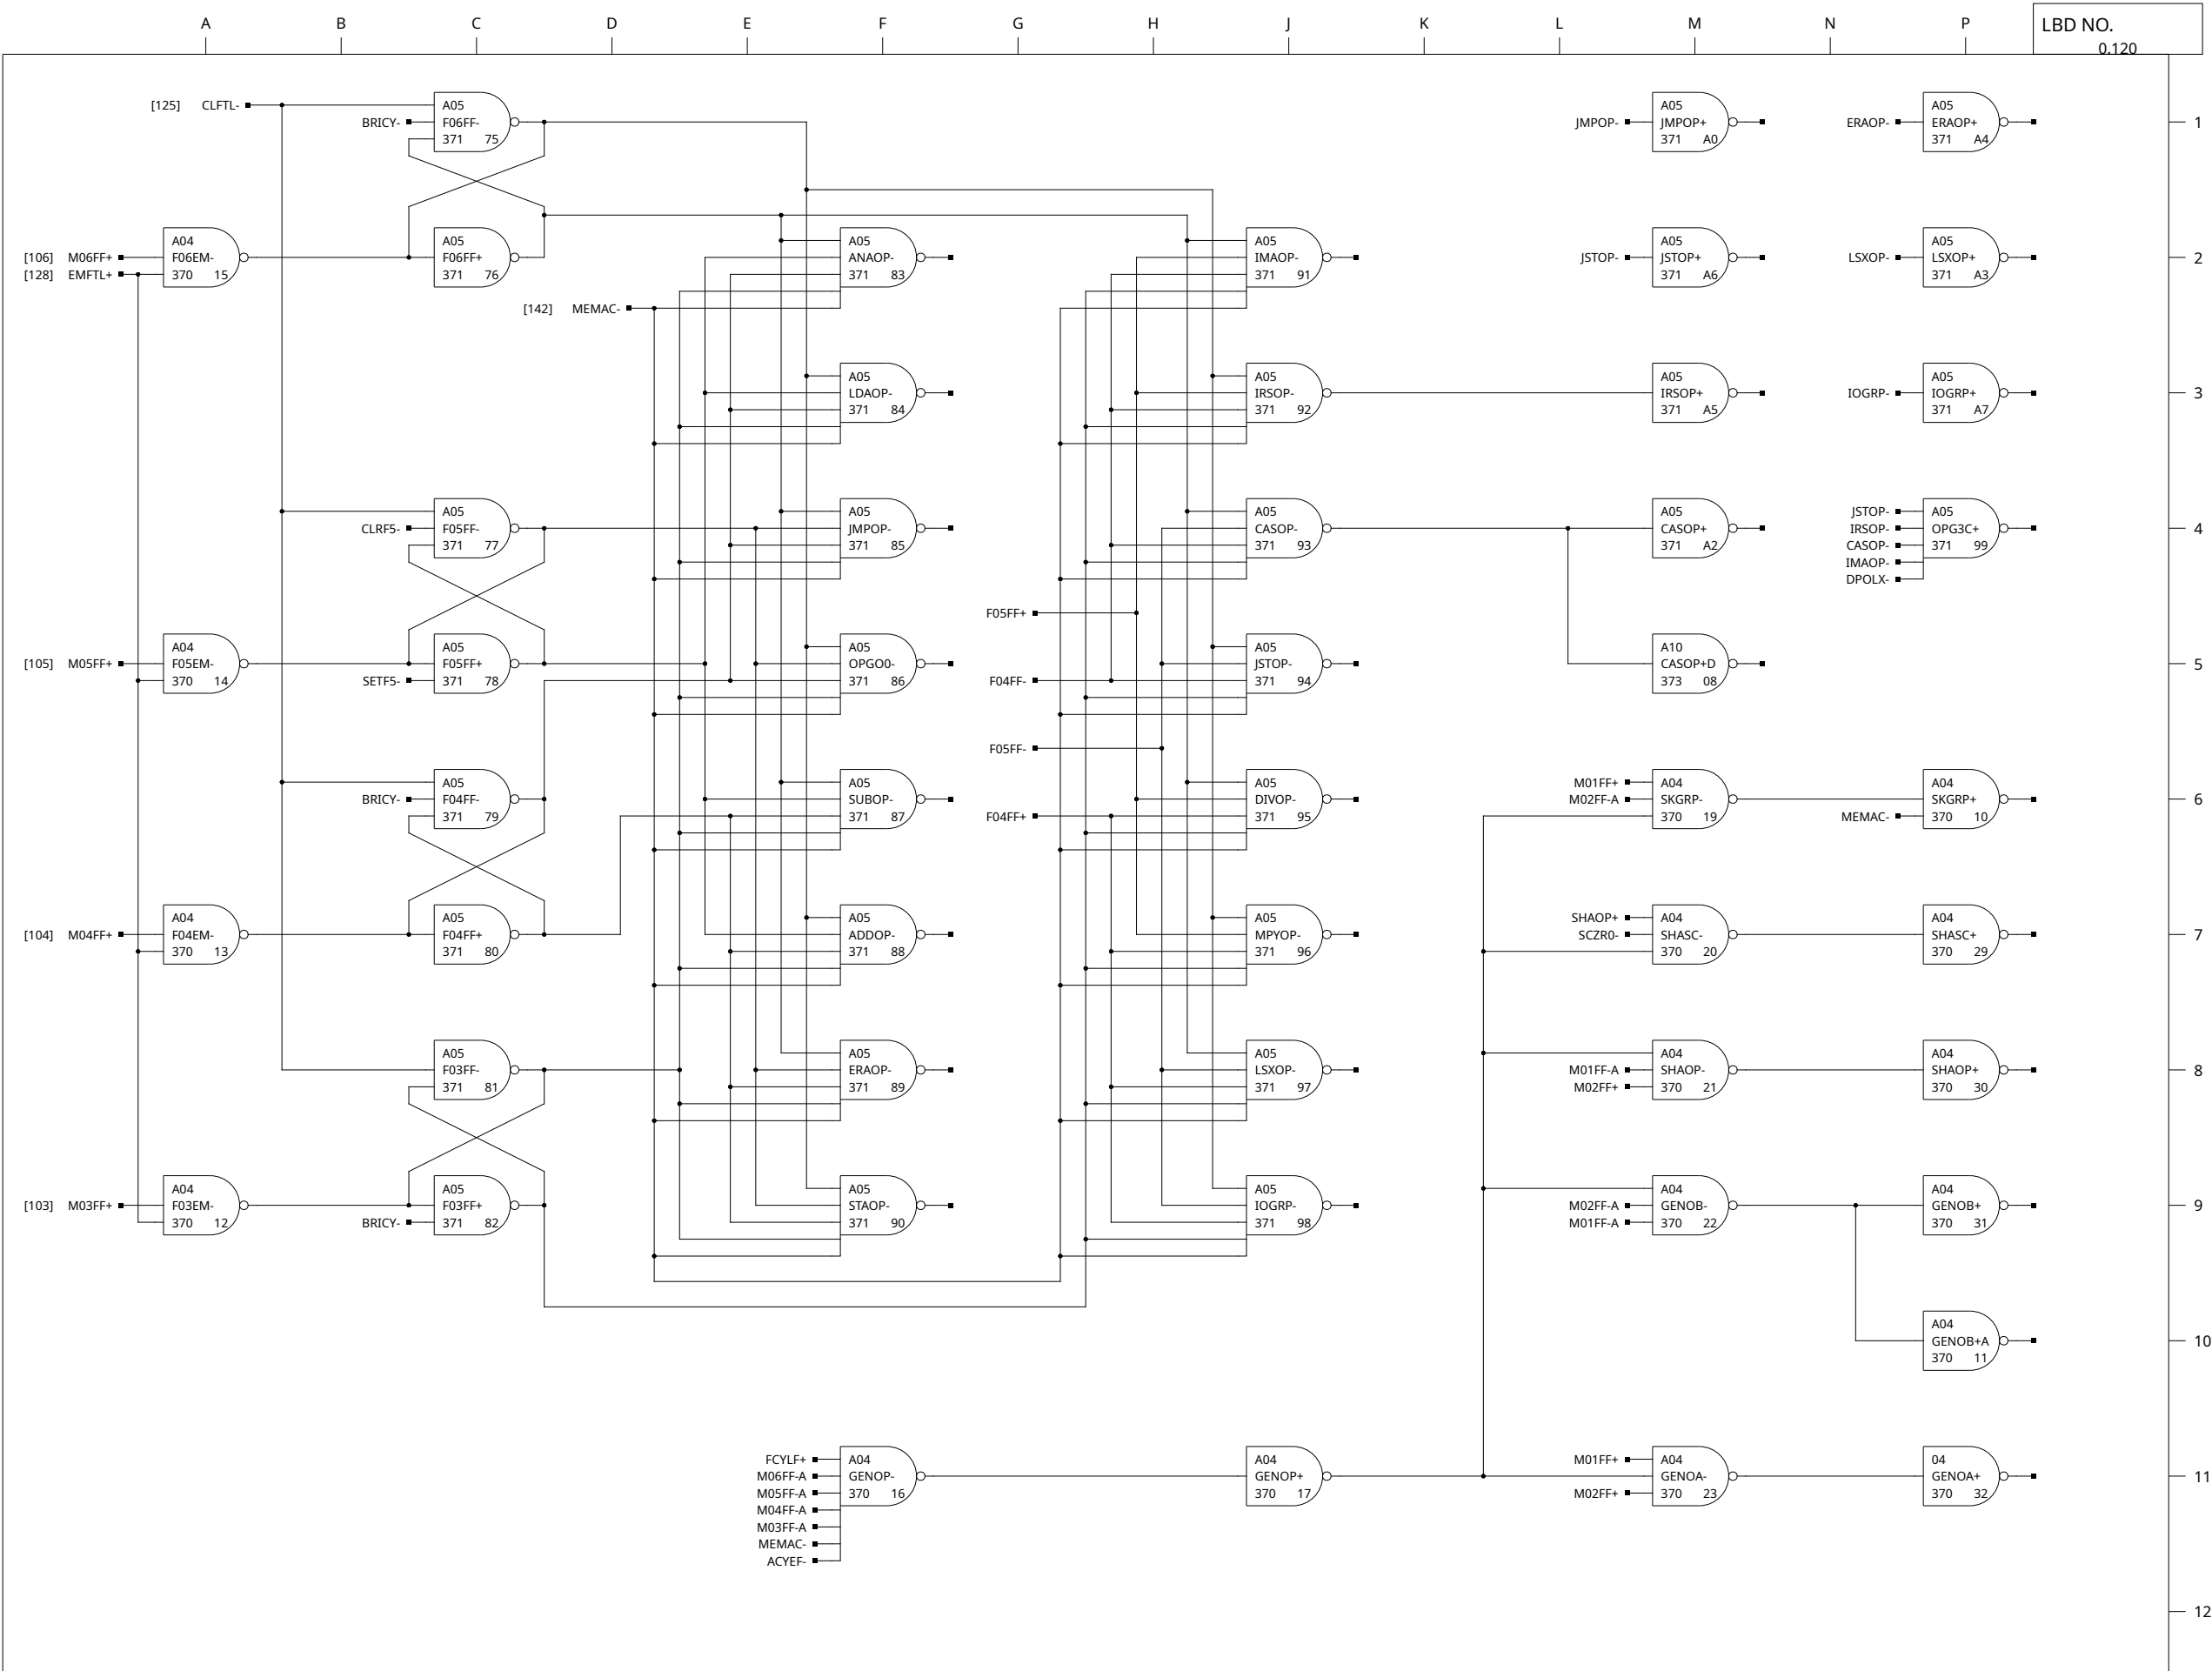 A B C D E F G H J K L M N P
LBD NO.
0.120
[125] CLFTL-
A05
F06FF-
371 75
BRICY-
JMPOP-
A05
JMPOP+
371 A0
ERAOP-
A05
ERAOP+
371 A4
1
[106] M06FF+
[128] EMFTL+
A04
F06EM-
370 15
A05
F06FF+
371 76
[142] MEMAC-
A05
ANAOP-
371 83
A05
IMAOP-
371 91
JSTOP-
A05
JSTOP+
371 A6
LSXOP-
A05
LSXOP+
371 A3
2
A05
LDAOP-
371 84
A05
IRSOP-
371 92
A05
IRSOP+
371 A5
IOGRP-
A05
IOGRP+
371 A7
3
CLRF5-
A05
F05FF-
371 77
A05
JMPOP-
371 85
A05
CASOP-
371 93
A05
CASOP+
371 A2
JSTOP-
IRSOP-
CASOP-
IMAOP-
DPOLX-
A05
OPG3C+
371 99
4
F05FF+
[105] M05FF+
A04
F05EM-
370 14
SETF5-
A05
F05FF+
371 78
A05
OPGO0-
371 86
F04FF-
A05
JSTOP-
371 94
A10
CASOP+D
373 08
5
F05FF-
BRICY-
A05
F04FF-
371 79
A05
SUBOP-
371 87
F04FF+
A05
DIVOP-
371 95
M01FF+
M02FF-A
A04
SKGRP-
370 19
MEMAC-
A04
SKGRP+
370 10
6
[104] M04FF+
A04
F04EM-
370 13
A05
F04FF+
371 80
A05
ADDOP-
371 88
A05
MPYOP-
371 96
SHAOP+
SCZR0-
A04
SHASC-
370 20
A04
SHASC+
370 29
7
A05
F03FF-
371 81
A05
ERAOP-
371 89
A05
LSXOP-
371 97
M01FF-A
M02FF+
A04
SHAOP-
370 21
A04
SHAOP+
370 30
8
[103] M03FF+
A04
F03EM-
370 12
BRICY-
A05
F03FF+
371 82
A05
STAOP-
371 90
A05
IOGRP-
371 98
M02FF-A
M01FF-A
A04
GENOB-
370 22
A04
GENOB+
370 31
9
A04
GENOB+A
370 11
10
FCYLF+
M06FF-A
M05FF-A
M04FF-A
M03FF-A
MEMAC-
ACYEF-
A04
GENOP-
370 16
A04
GENOP+
370 17
M01FF+
M02FF+
A04
GENOA-
370 23
04
GENOA+
370 32
11
12